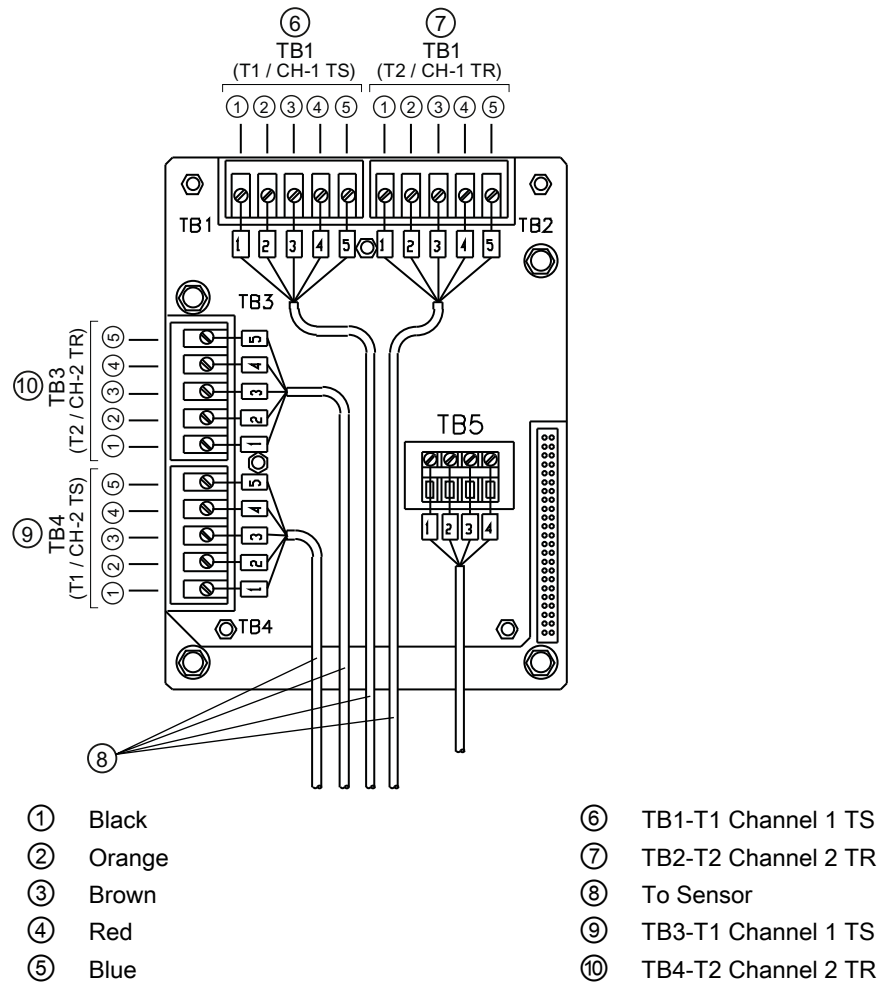 ⑥ ⑦
TB1 TB1
(T1 / CH-1 TS) (T2 / CH-1 TR)
① ② ③ ④ ⑤ ① ② ③ ④ ⑤
TB1 TB2
1 2 3 4 5 1 2 3 4 5
TB3
⑩ TB3
(T2 / CH-2 TR)
⑤ 5
④ 4
③ 3
② 2
① 1
TB5
1 2 3 4
⑨ TB4
(T1 / CH-2 TS)
⑤ 5
④ 4
③ 3
② 2
① 1
TB4
⑧
① Black
② Orange
③ Brown
④ Red
⑤ Blue
⑥ TB1-T1 Channel 1 TS
⑦ TB2-T2 Channel 2 TR
⑧ To Sensor
⑨ TB3-T1 Channel 1 TS
⑩ TB4-T2 Channel 2 TR